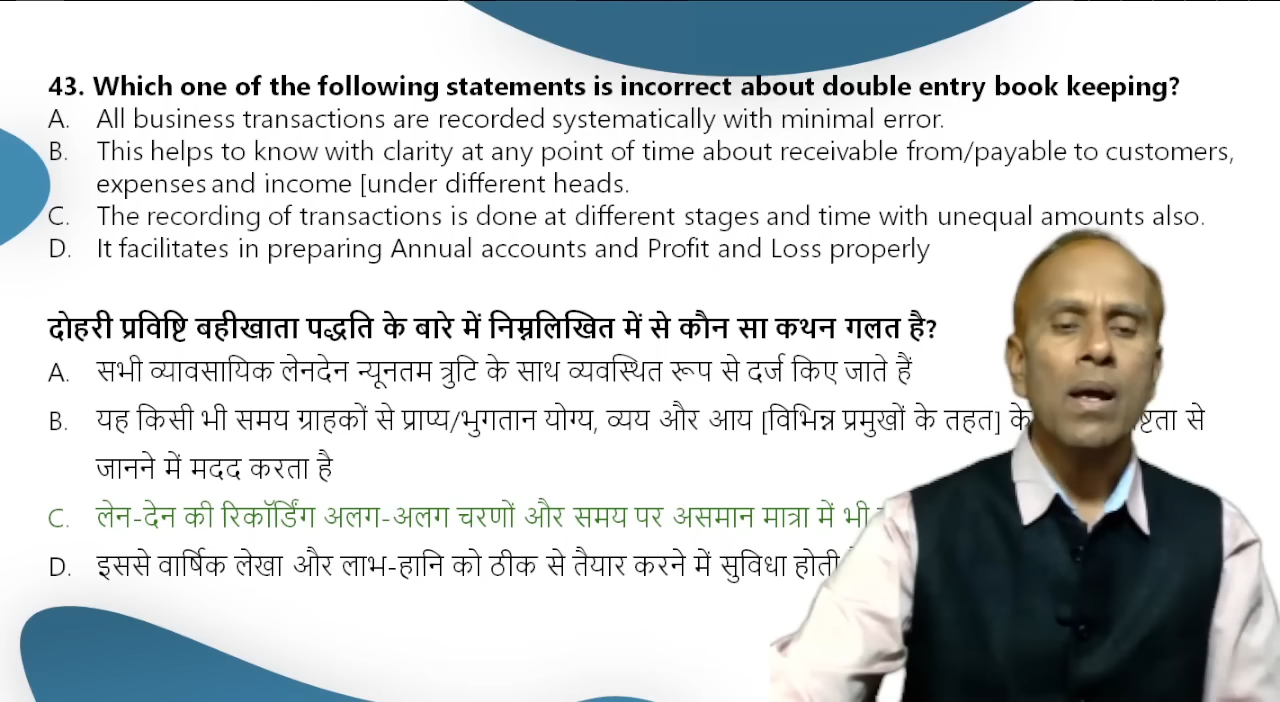 43. Which one of the following statements is incorrect about double entry book keeping?
A. All business transactions are recorded systematically with minimal error.
B. This helps to know with clarity at any point of time about receivable from/payable to customers,
expenses and income [under different heads.
C. The recording of transactions is done at different stages and time with unequal amounts also.
D. It facilitates in preparing Annual accounts and Profit and Loss properly
दोहरी प्रविष्टि बहीखाता पद्धति के बारे में निम्नलिखित में से कौन सा कथन गलत है?
A. सभी व्यावसायिक लेनदेन न्यूनतम त्रुटि के साथ व्यवस्थित रूप से दर्ज किए जाते हैं
B. यह किसी भी समय ग्राहकों से प्राप्य/भुगतान योग्य, व्यय और आय [विभिन्न प्रमुखों के तहत] के से
जानने में मदद करता है
C. लेन-देन की रिकॉर्डिंग अलग-अलग चरणों और समय पर असमान मात्रा में भी
D. इससे वार्षिक लेखा और लाभ-हानि को ठीक से तैयार करने में सुविधा होती